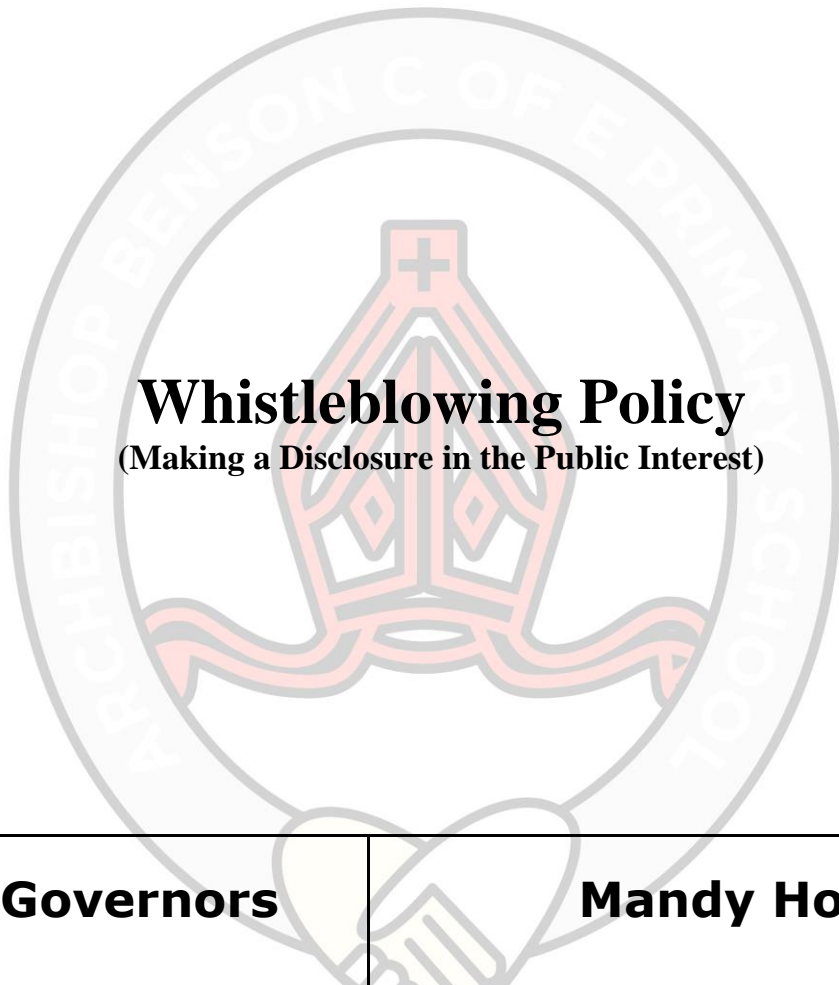 ARCHBISHOP BENSON C OF E PRIMARY SCHOOL
Whistleblowing Policy
(Making a Disclosure in the Public Interest)
Governors
Mandy Ho